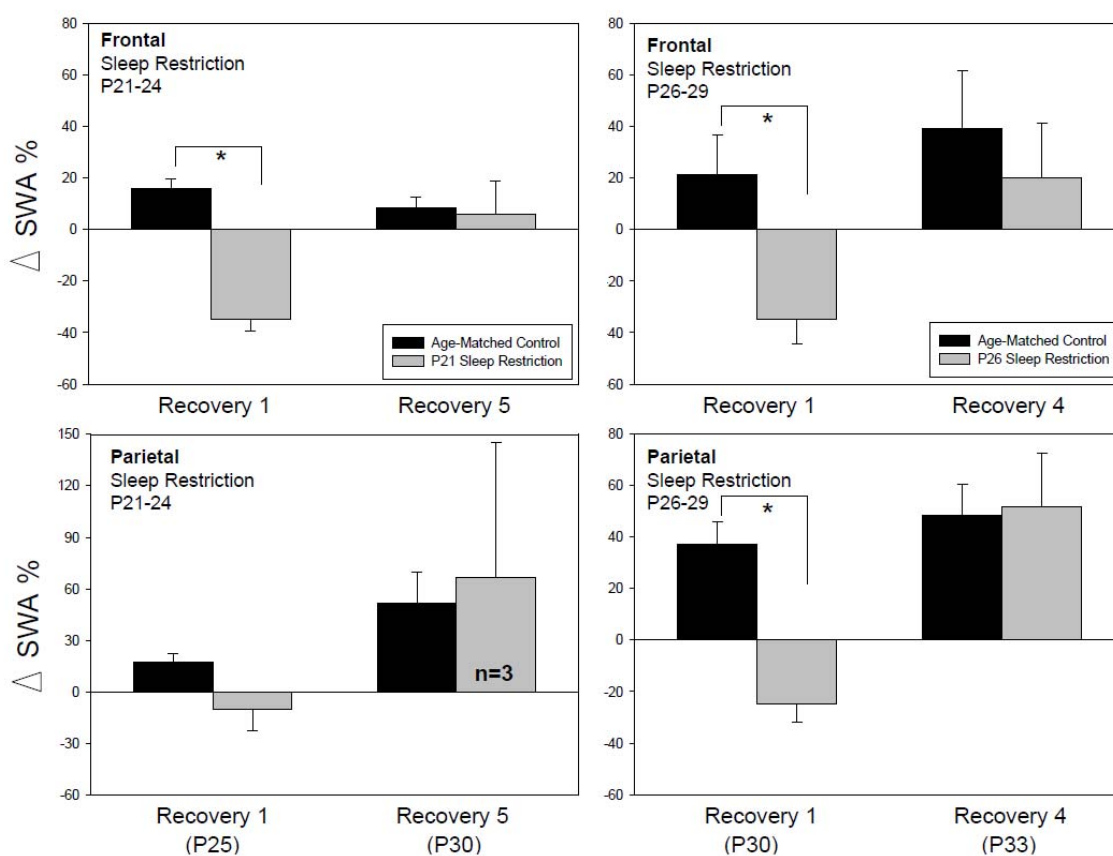 80
60
40
20
0
-20
-40
-60
Δ SWA %
Frontal
Sleep Restriction
P21-24
*
Age-Matched Control
P21 Sleep Restriction
Recovery 1
Recovery 5
80
60
40
20
0
-20
-40
-60
Frontal
Sleep Restriction
P26-29
*
Age-Matched Control
P26 Sleep Restriction
Recovery 1
Recovery 4
150
120
90
60
30
0
-30
-60
Δ SWA %
Parietal
Sleep Restriction
P21-24
n=3
Recovery 1
(P25)
Recovery 5
(P30)
80
60
40
20
0
-20
-40
-60
Parietal
Sleep Restriction
P26-29
*
Recovery 1
(P30)
Recovery 4
(P33)